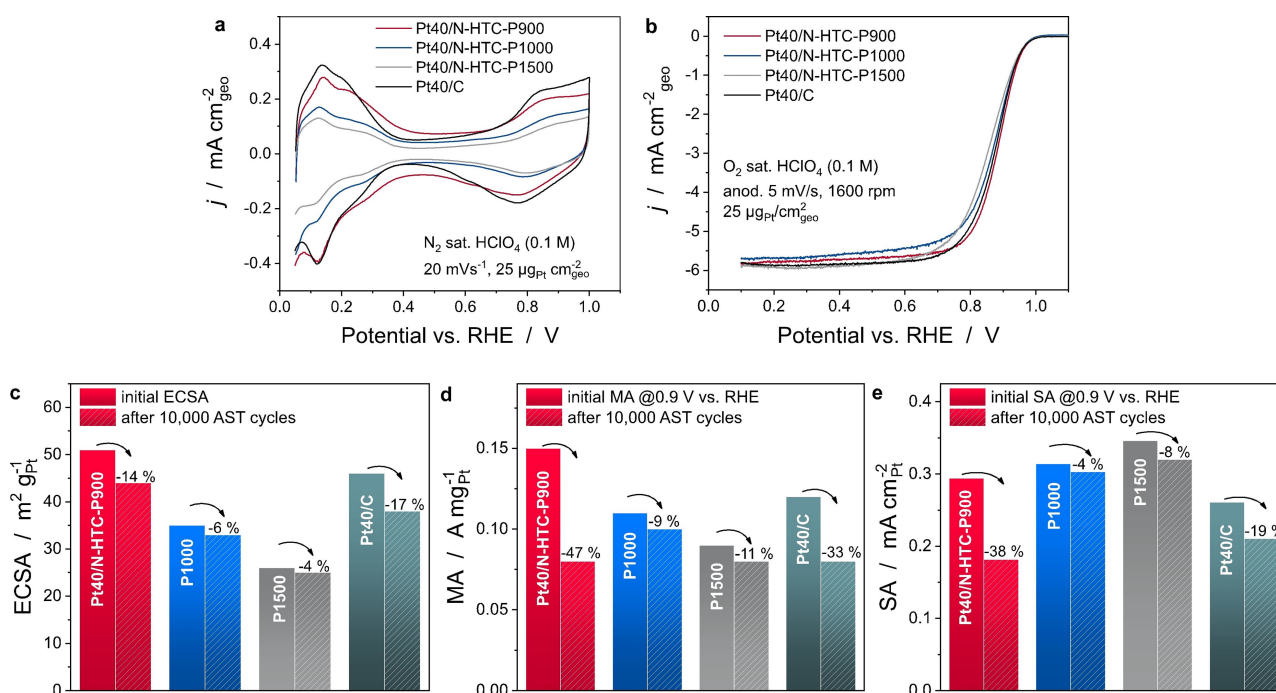 a
Pt40/N-HTC-P900
Pt40/N-HTC-P1000
Pt40/N-HTC-P1500
Pt40/C
0.4
0.2
0.0
-0.2
-0.4
j / mA cm⁻²geo
N₂ sat. HClO₄ (0.1 M)
20 mVs⁻¹, 25 µgPt cm⁻²geo
0.0 0.2 0.4 0.6 0.8 1.0
Potential vs. RHE / V
b
Pt40/N-HTC-P900
Pt40/N-HTC-P1000
Pt40/N-HTC-P1500
Pt40/C
0
-1
-2
-3
-4
-5
-6
j / mA cm⁻²geo
O₂ sat. HClO₄ (0.1 M)
anod. 5 mV/s, 1600 rpm
25 µgPt/cm²geo
0.0 0.2 0.4 0.6 0.8 1.0
Potential vs. RHE / V
c
initial ECSA
after 10,000 AST cycles
60
50
40
30
20
10
0
ECSA / m² g⁻¹Pt
Pt40/N-HTC-P900
-14 %
P1000
-6 %
P1500
-4 %
Pt40/C
-17 %
d
initial MA @0.9 V vs. RHE
after 10,000 AST cycles
0.15
0.10
0.05
0.00
MA / A mg⁻¹Pt
Pt40/N-HTC-P900
-47 %
P1000
-9 %
P1500
-11 %
Pt40/C
-33 %
e
initial SA @0.9 V vs. RHE
after 10,000 AST cycles
0.4
0.3
0.2
0.1
0.0
SA / mA cm⁻²Pt
Pt40/N-HTC-P900
-38 %
P1000
-4 %
P1500
-8 %
Pt40/C
-19 %